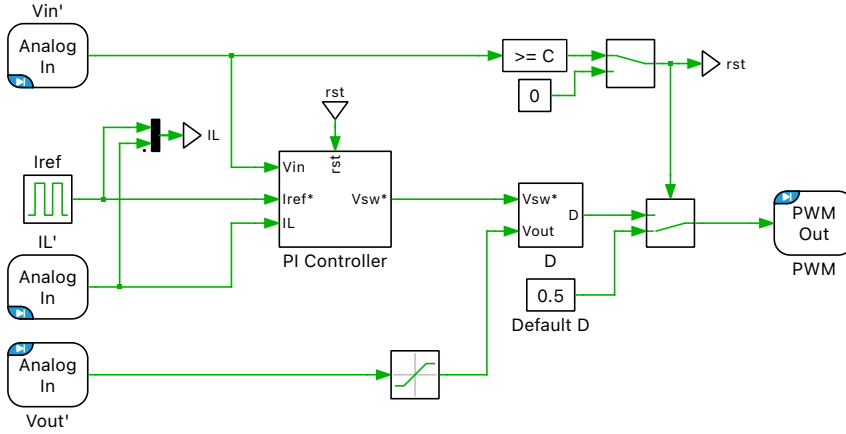 Vin'
Analog
In
>= C
0
rst
rst
IL
Iref
rst
Vin
Iref*
IL
Vsw*
PI Controller
Vsw*
Vout
D
D
IL'
Analog
In
0.5
Default D
PWM
Out
PWM
Analog
In
Vout'